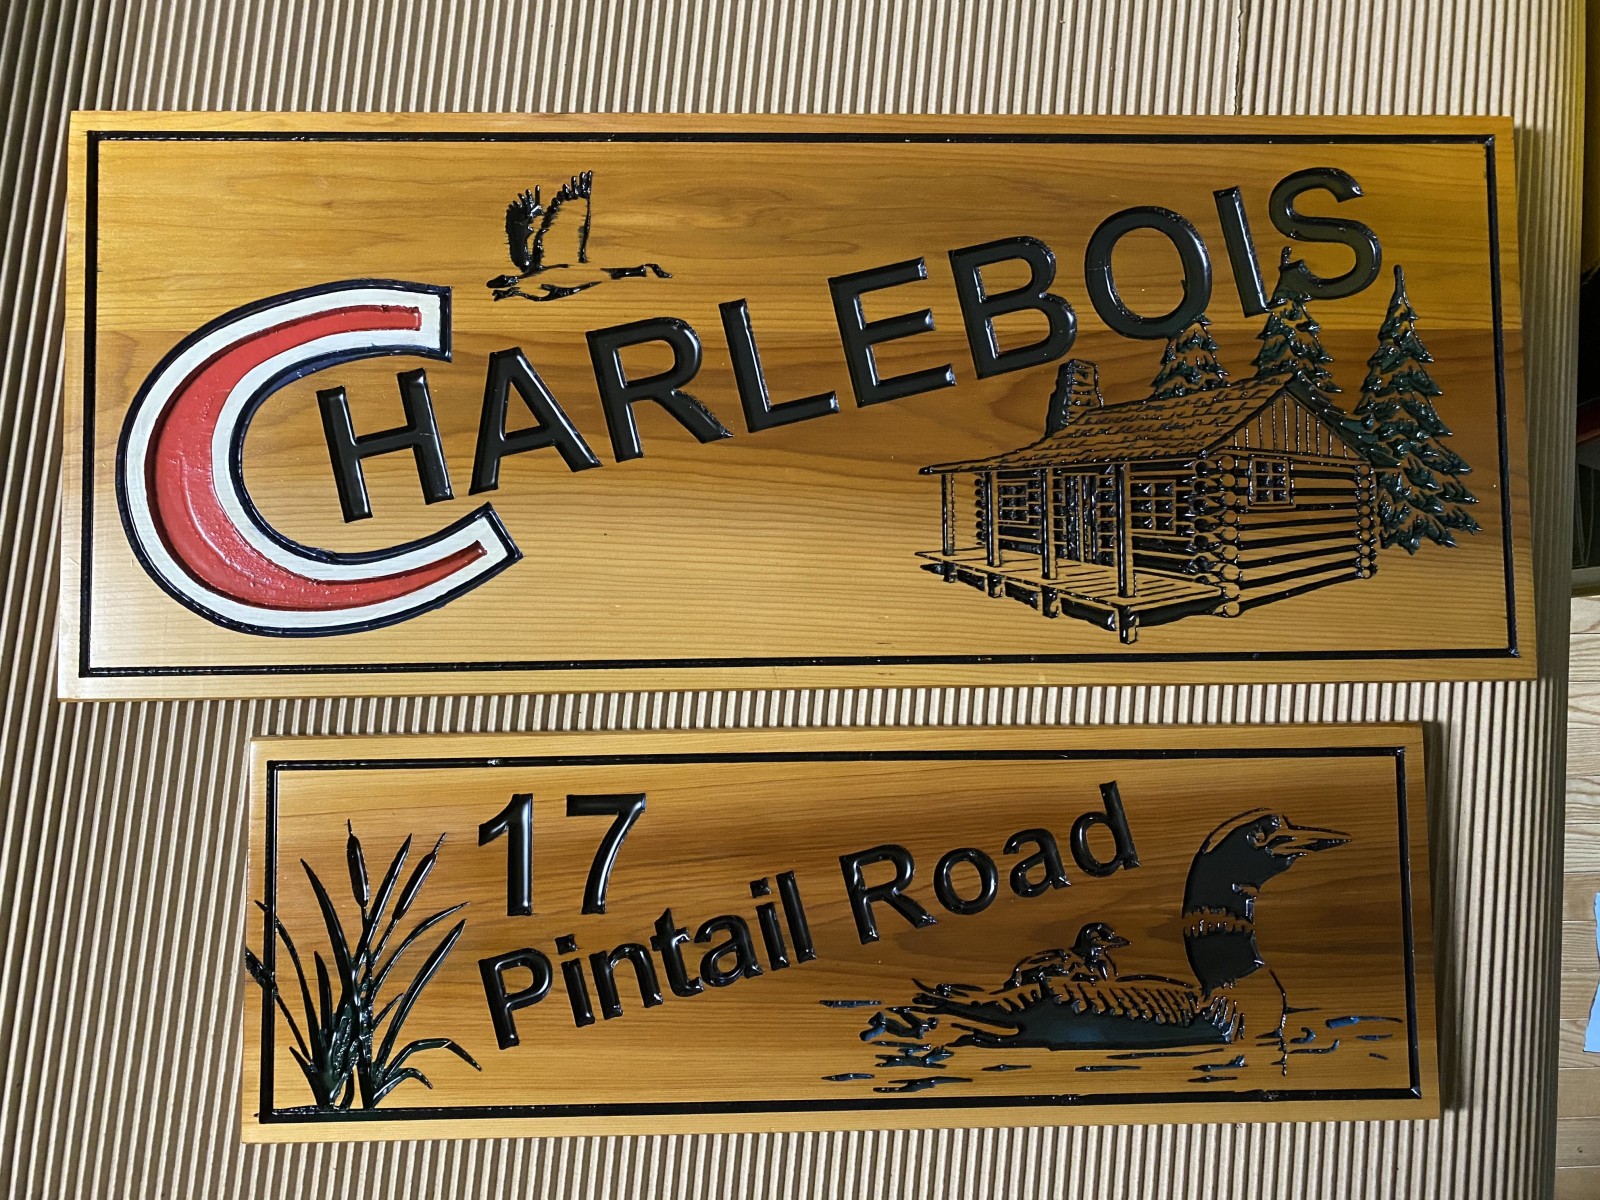 CHARLEBOIS
17
Pintail Road